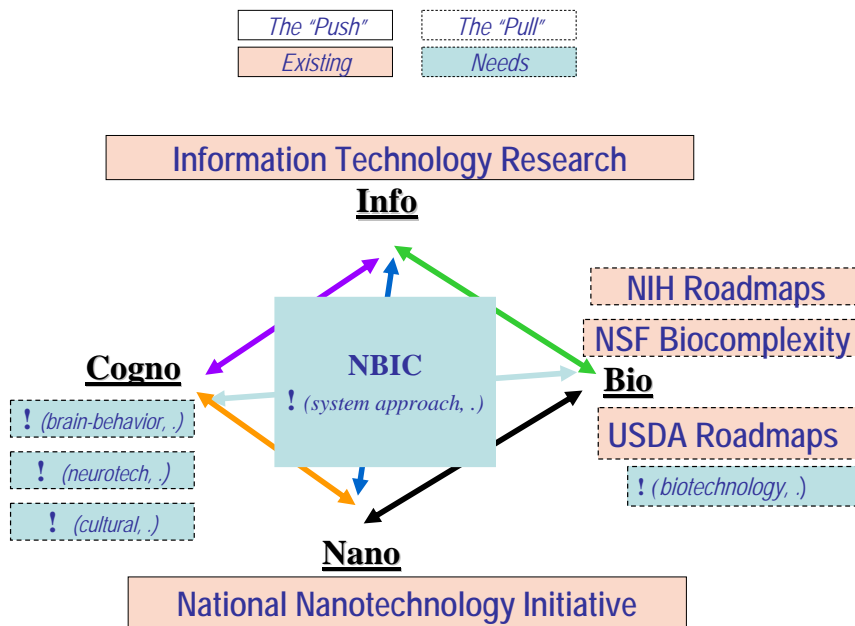 The “Push”
The “Pull”
Existing
Needs
Information Technology Research
Info
NIH Roadmaps
NSF Biocomplexity
NBIC
! (system approach, .)
Cogno
Bio
! (brain-behavior, .)
! (neurotech, .)
! (cultural, .)
USDA Roadmaps
! (biotechnology, .)
Nano
National Nanotechnology Initiative